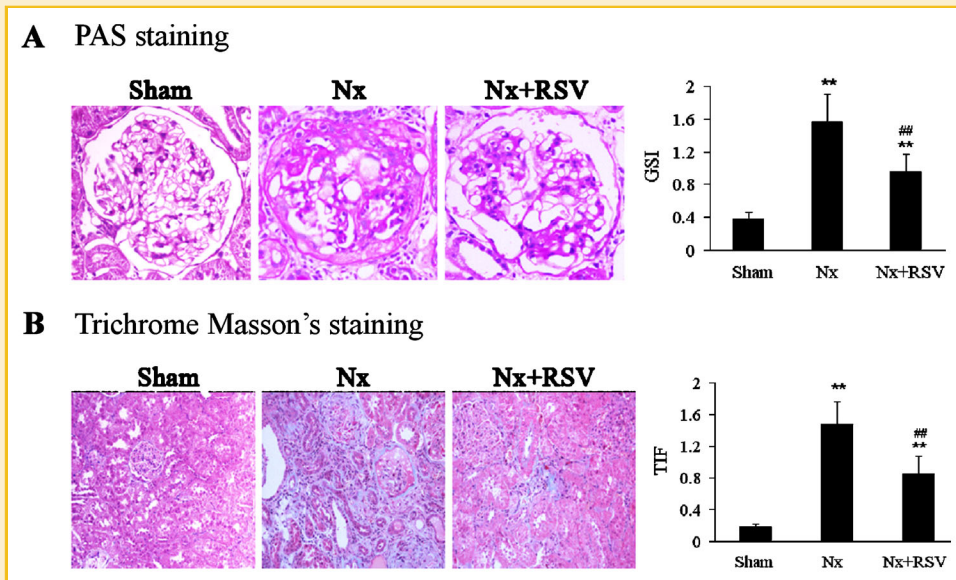 A PAS staining
Sham Nx Nx+RSV
GSI
2
1.6
1.2
0.8
0.4
0
**
##
**
Sham Nx Nx+RSV
B Trichrome Masson's staining
Sham Nx Nx+RSV
TIF
2
1.6
1.2
0.8
0.4
0
**
##
**
Sham Nx Nx+RSV